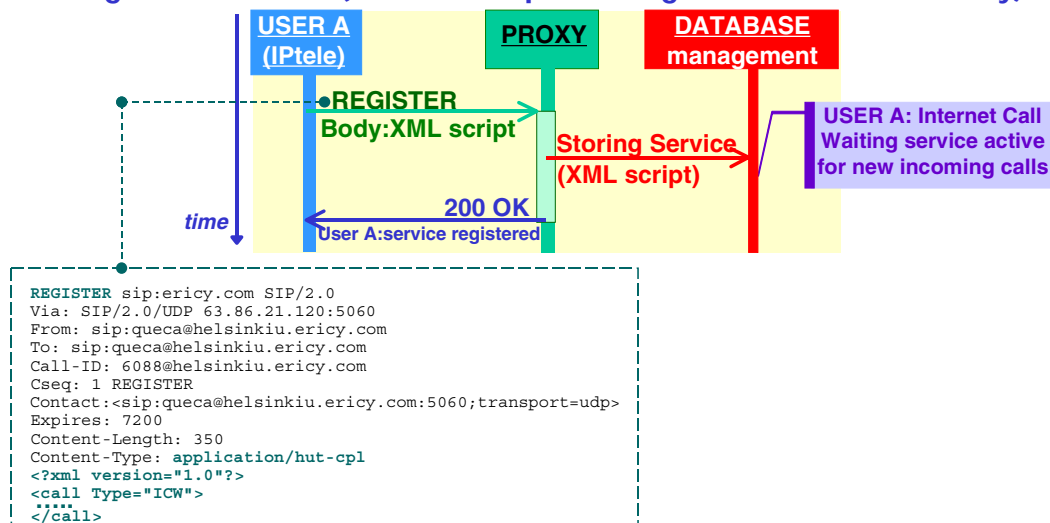 USER A
(IPtele)
PROXY
DATABASE
management
REGISTER
Body:XML script
Storing Service
(XML script)
USER A: Internet Call
Waiting service active
for new incoming calls
200 OK
User A:service registered
time
REGISTER sip:ericy.com SIP/2.0
Via: SIP/2.0/UDP 63.86.21.120:5060
From: sip:queca@helsinkiu.ericy.com
To: sip:queca@helsinkiu.ericy.com
Call-ID: 6088@helsinkiu.ericy.com
Cseq: 1 REGISTER
Contact:<sip:queca@helsinkiu.ericy.com:5060;transport=udp>
Expires: 7200
Content-Length: 350
Content-Type: application/hut-cpl
<?xml version="1.0"?>
<call Type="ICW">
.....
</call>